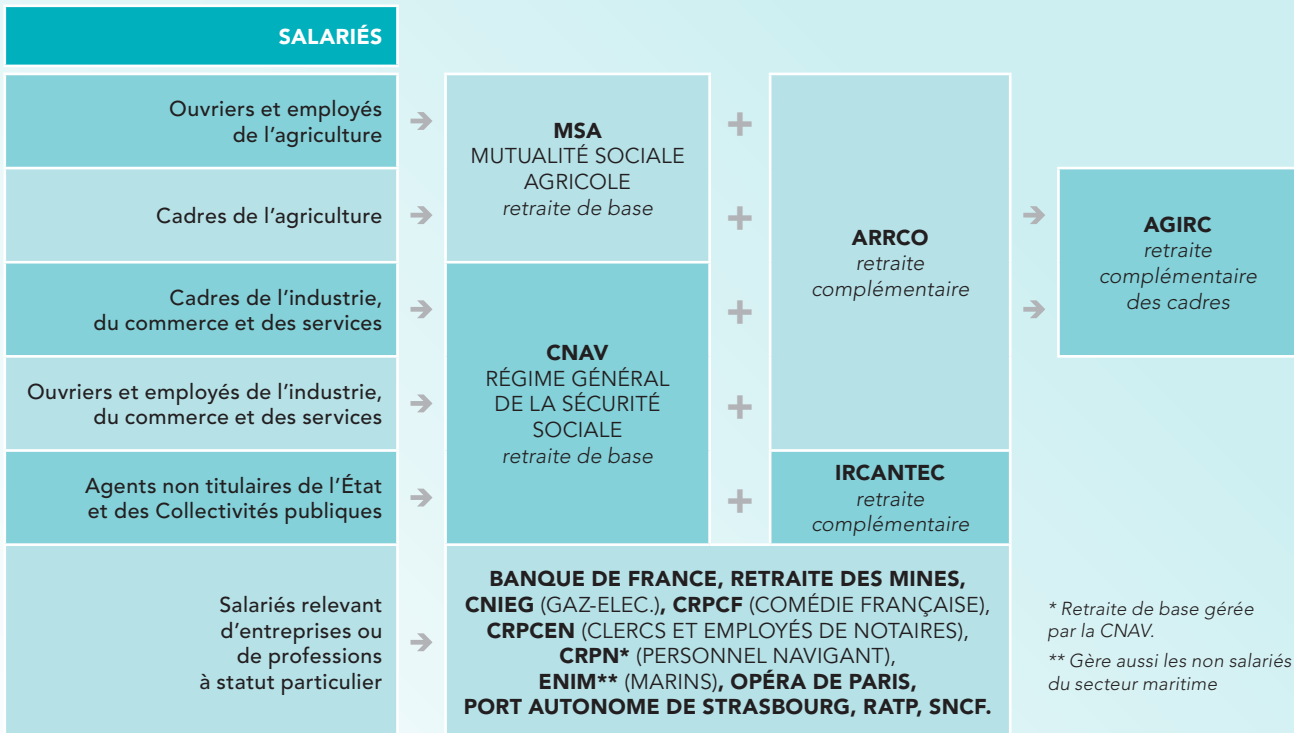 SALARIÉS
Ouvriers et employés
de l’agriculture
MSA
MUTUALITÉ SOCIALE
AGRICOLE
retraite de base
Cadres de l’agriculture
ARRCO
retraite
complémentaire
AGIRC
retraite
complémentaire
des cadres
Cadres de l’industrie,
du commerce et des services
CNAV
RÉGIME GÉNÉRAL
DE LA SÉCURITÉ
SOCIALE
retraite de base
Ouvriers et employés de l’industrie,
du commerce et des services
Agents non titulaires de l’État
et des Collectivités publiques
IRCANTEC
retraite
complémentaire
Salariés relevant
d’entreprises ou
de professions
à statut particulier
BANQUE DE FRANCE, RETRAITE DES MINES,
CNIEG (GAZ-ELEC.), CRPCF (COMÉDIE FRANÇAISE),
CRPCEN (CLERCS ET EMPLOYÉS DE NOTAIRES),
CRPN* (PERSONNEL NAVIGANT),
ENIM** (MARINS), OPÉRA DE PARIS,
PORT AUTONOME DE STRASBOURG, RATP, SNCF.
* Retraite de base gérée
par la CNAV.
** Gère aussi les non salariés
du secteur maritime